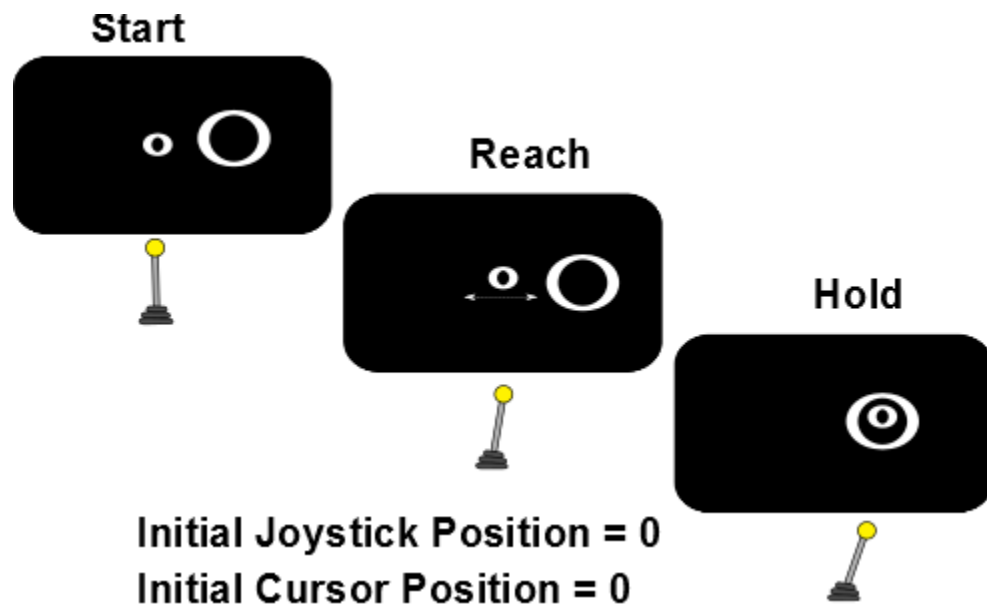 Start
Reach
Hold
Initial Joystick Position = 0
Initial Cursor Position = 0